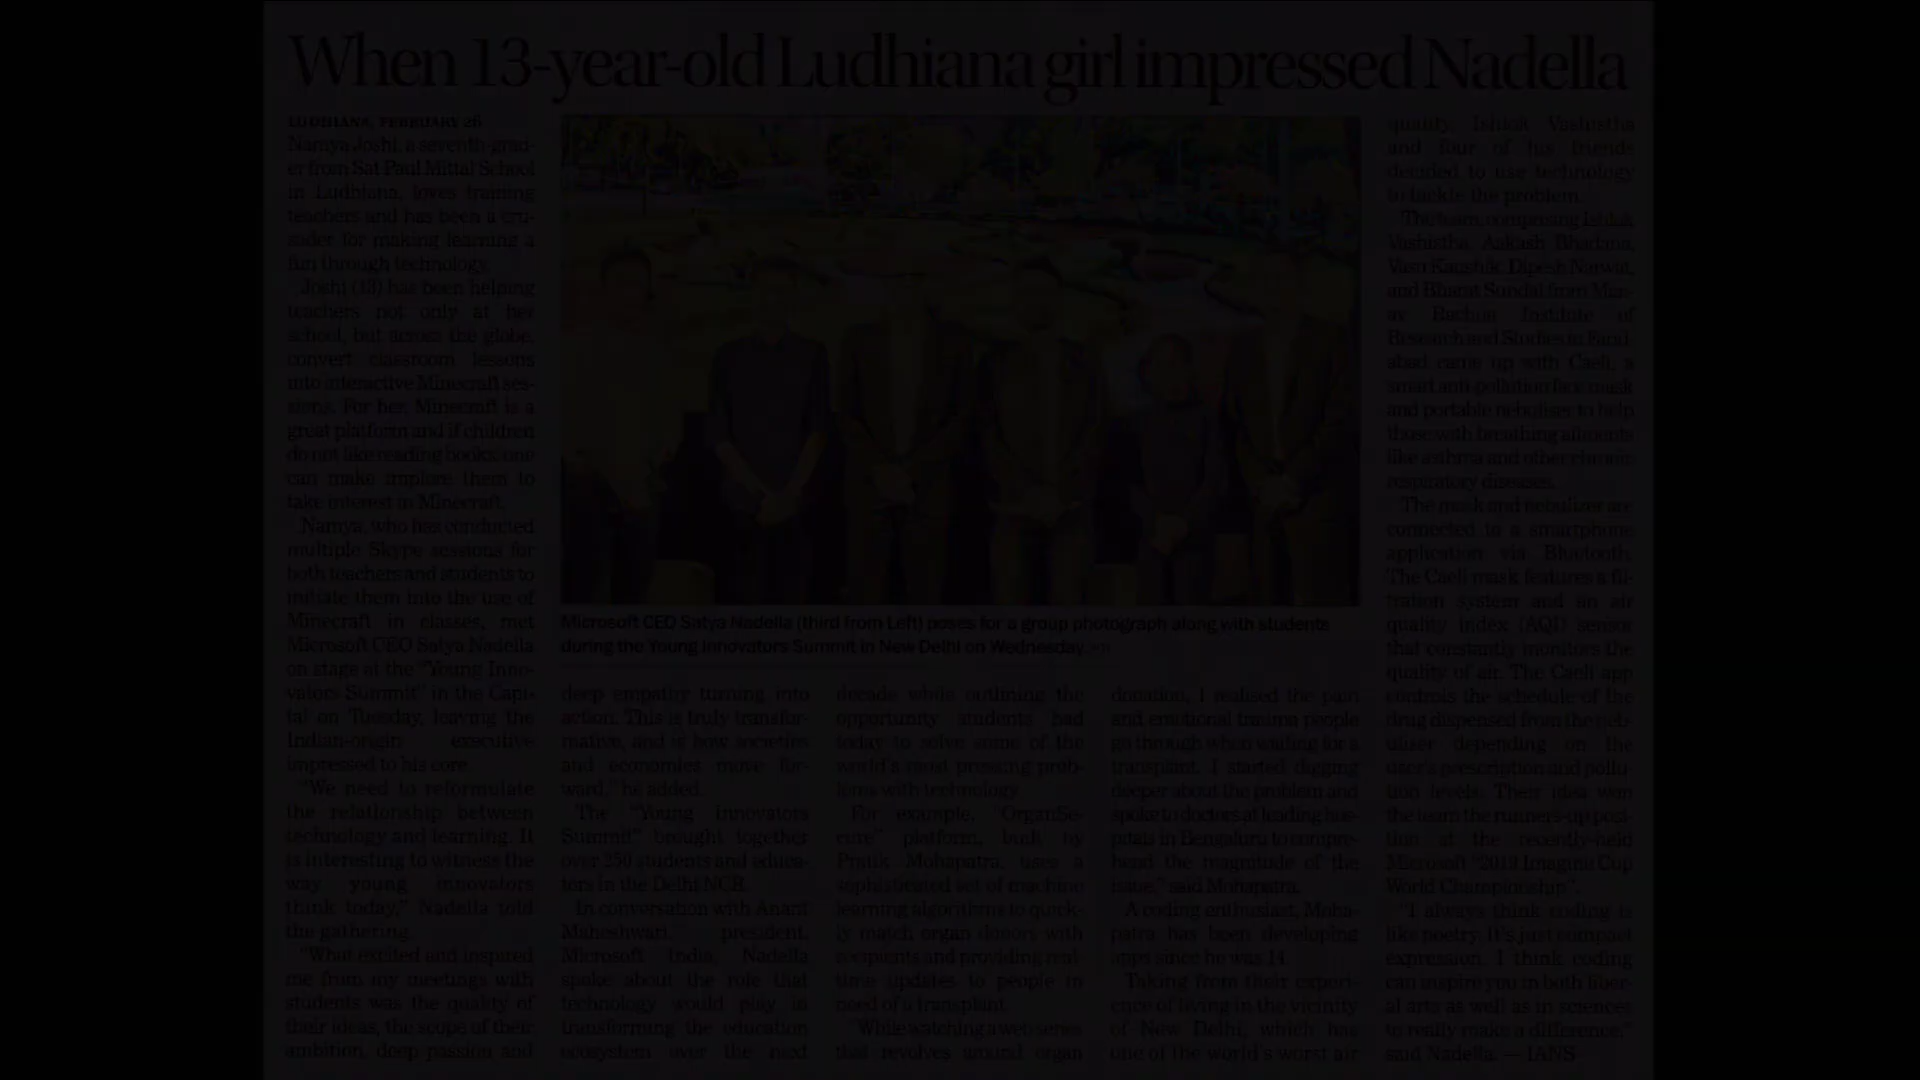 When 13-year-old Ludhiana girl impressed Nadella
LUDHIANA, FEBRUARY 26
Namya Joshi, a seventh-grad-
er from Sat Paul Mittal School
in Ludhiana, loves training
teachers and has been a cru-
sader for making learning a
fun through technology.
Joshi (13) has been helping
teachers not only at her
school, but across the globe,
convert classroom lessons
into interactive Minecraft ses-
sions. For her, Minecraft is a
great platform and if children
do not like reading books, one
can make implore them to
take interest in Minecraft.
Namya, who has conducted
multiple Skype sessions for
both teachers and students to
initiate them into the use of
Minecraft in classes, met
Microsoft CEO Satya Nadella
on stage at the "Young Inno-
vators Summit" in the Capi-
tal on Tuesday, leaving the
Indian-origin executive
impressed to his core.
"We need to reformulate
the relationship between
technology and learning. It
is interesting to witness the
way young innovators
think today," Nadella told
the gathering.
"What excited and inspired
me from my meetings with
students was the quality of
their ideas, the scope of their
ambition, deep passion and
Microsoft CEO Satya Nadella (third from Left) poses for a group photograph along with students
during the Young Innovators Summit in New Delhi on Wednesday.
deep empathy turning into
action. This is truly transfor-
mative, and is how societies
and economies move for-
ward," he added.
The "Young Innovators
Summit" brought together
over 250 students and educa-
tors in the Delhi NCR.
In conversation with Anant
Maheshwari, president,
Microsoft India, Nadella
spoke about the role that
technology would play in
transforming the education
ecosystem over the next
decade while outlining the
opportunity students had
today to solve some of the
world's most pressing prob-
lems with technology.
For example, 'OrganSe-
cure" platform, built by
Pratik Mohapatra, uses a
sophisticated set of machine
learning algorithms to quick-
ly match organ donors with
recipients and providing real-
time updates to people in
need of a transplant.
While watching a web series
that revolves around organ
donation, I realised the pain
and emotional trauma people
go through when waiting for a
transplant. I started digging
deeper about the problem and
spoke to doctors at leading hos-
pitals in Bengaluru to compre-
hend the magnitude of the
issue," said Mohapatra.
A coding enthusiast, Moha-
patra has been developing
apps since he was 14.
Taking from their experi-
ence of living in the vicinity
of New Delhi, which has
one of the world's worst air
quality, Ishlok Vashistha
and four of his friends
decided to use technology
to tackle the problem.
The team, comprising Ishlok
Vashistha, Aakash Bhadana,
Vasu Kaushik, Dipesh Narwat,
and Bharat Sundal from Man-
av Rachna Institute of
Research and Studies in Farid-
abad came up with Caeli, a
smart anti-pollution face mask
and portable nebuliser to help
those with breathing ailments
like asthma and other chronic
respiratory diseases.
The mask and nebulizer are
connected to a smartphone
application via Bluetooth.
The Caeli mask features a fil-
tration system and an air
quality index (AQI) sensor
that constantly monitors the
quality of air. The Caeli app
controls the schedule of the
drug dispensed from the neb-
uliser depending on the
user's prescription and pollu-
tion levels. Their idea won
the team the runners-up posi-
tion at the recently-held
Microsoft "2019 Imagine Cup
World Championship".
"I always think coding is
like poetry. It's just compact
expression. I think coding
can inspire you in both liber-
al arts as well as in sciences
to really make a difference,"
said Nadella. — IANS